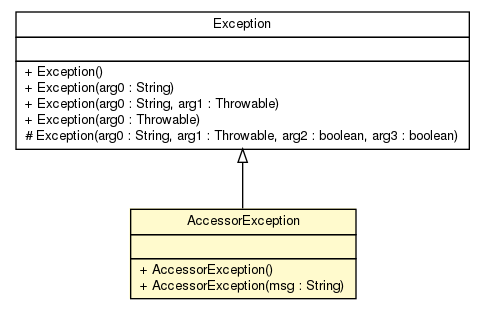 Exception
+ Exception()
+ Exception(arg0 : String)
+ Exception(arg0 : String, arg1 : Throwable)
+ Exception(arg0 : Throwable)
# Exception(arg0 : String, arg1 : Throwable, arg2 : boolean, arg3 : boolean)
AccessorException
+ AccessorException()
+ AccessorException(msg : String)